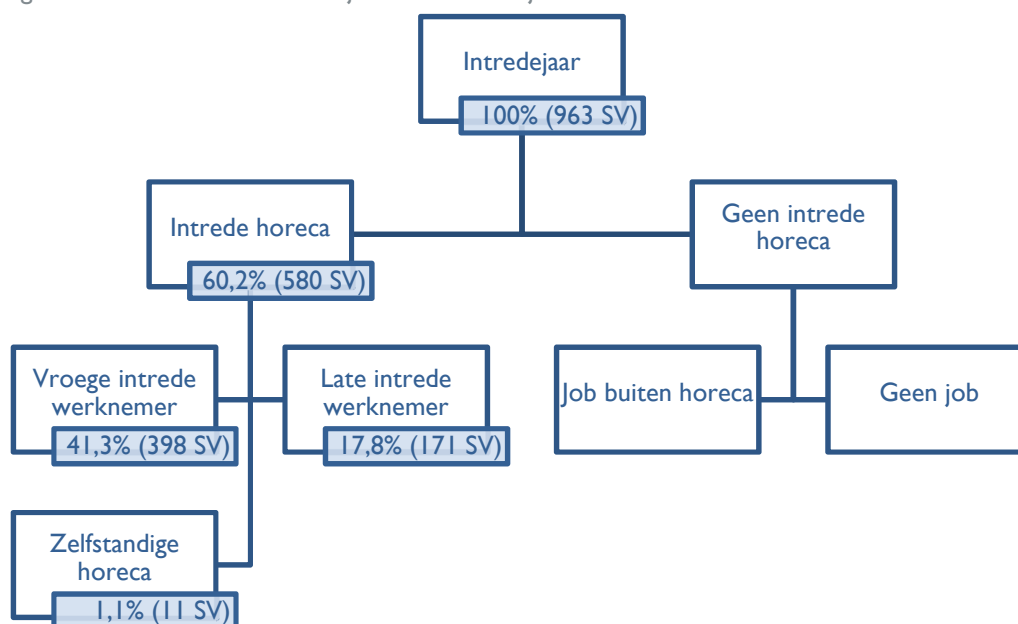 Intredejaar
100% (963 SV)
Intrede horeca
60,2% (580 SV)
Geen intrede
horeca
Vroege intrede
werknemer
41,3% (398 SV)
Late intrede
werknemer
17,8% (171 SV)
Job buiten horeca
Geen job
Zelfstandige
horeca
1,1% (11 SV)